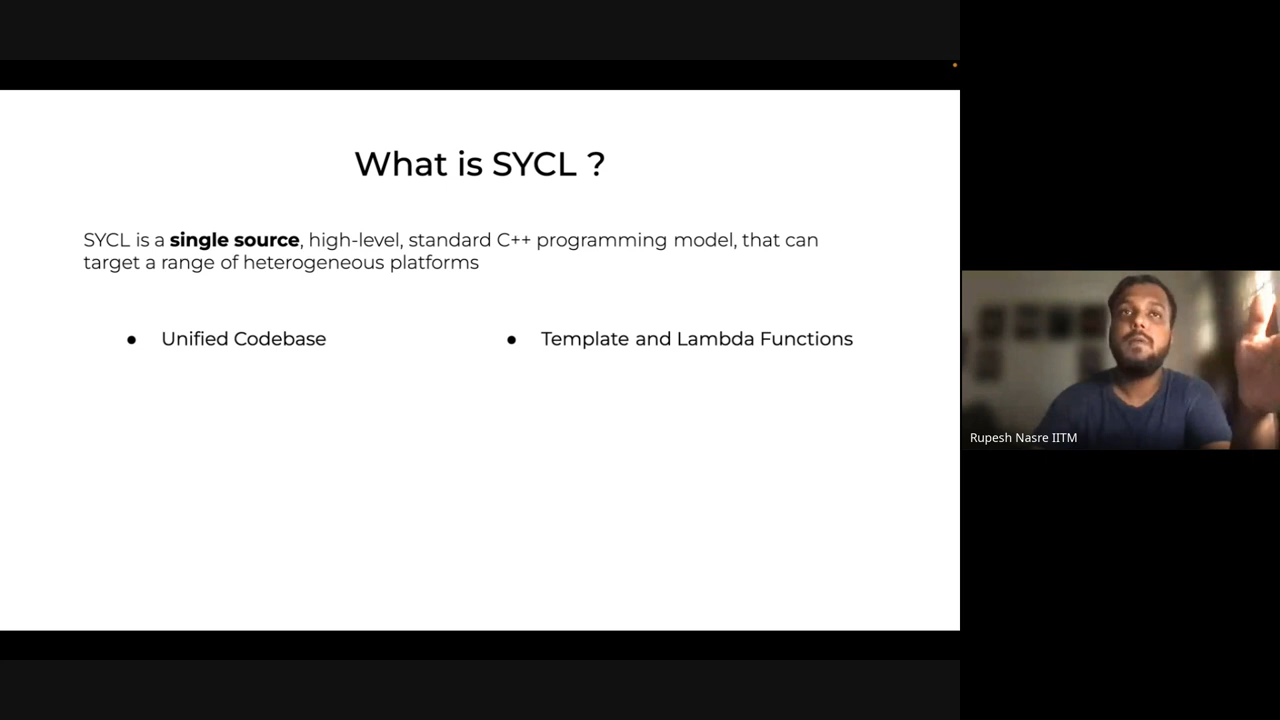 What is SYCL ?
SYCL is a single source, high-level, standard C++ programming model, that can
target a range of heterogeneous platforms
● Unified Codebase
● Template and Lambda Functions
Rupesh Nasre IITM